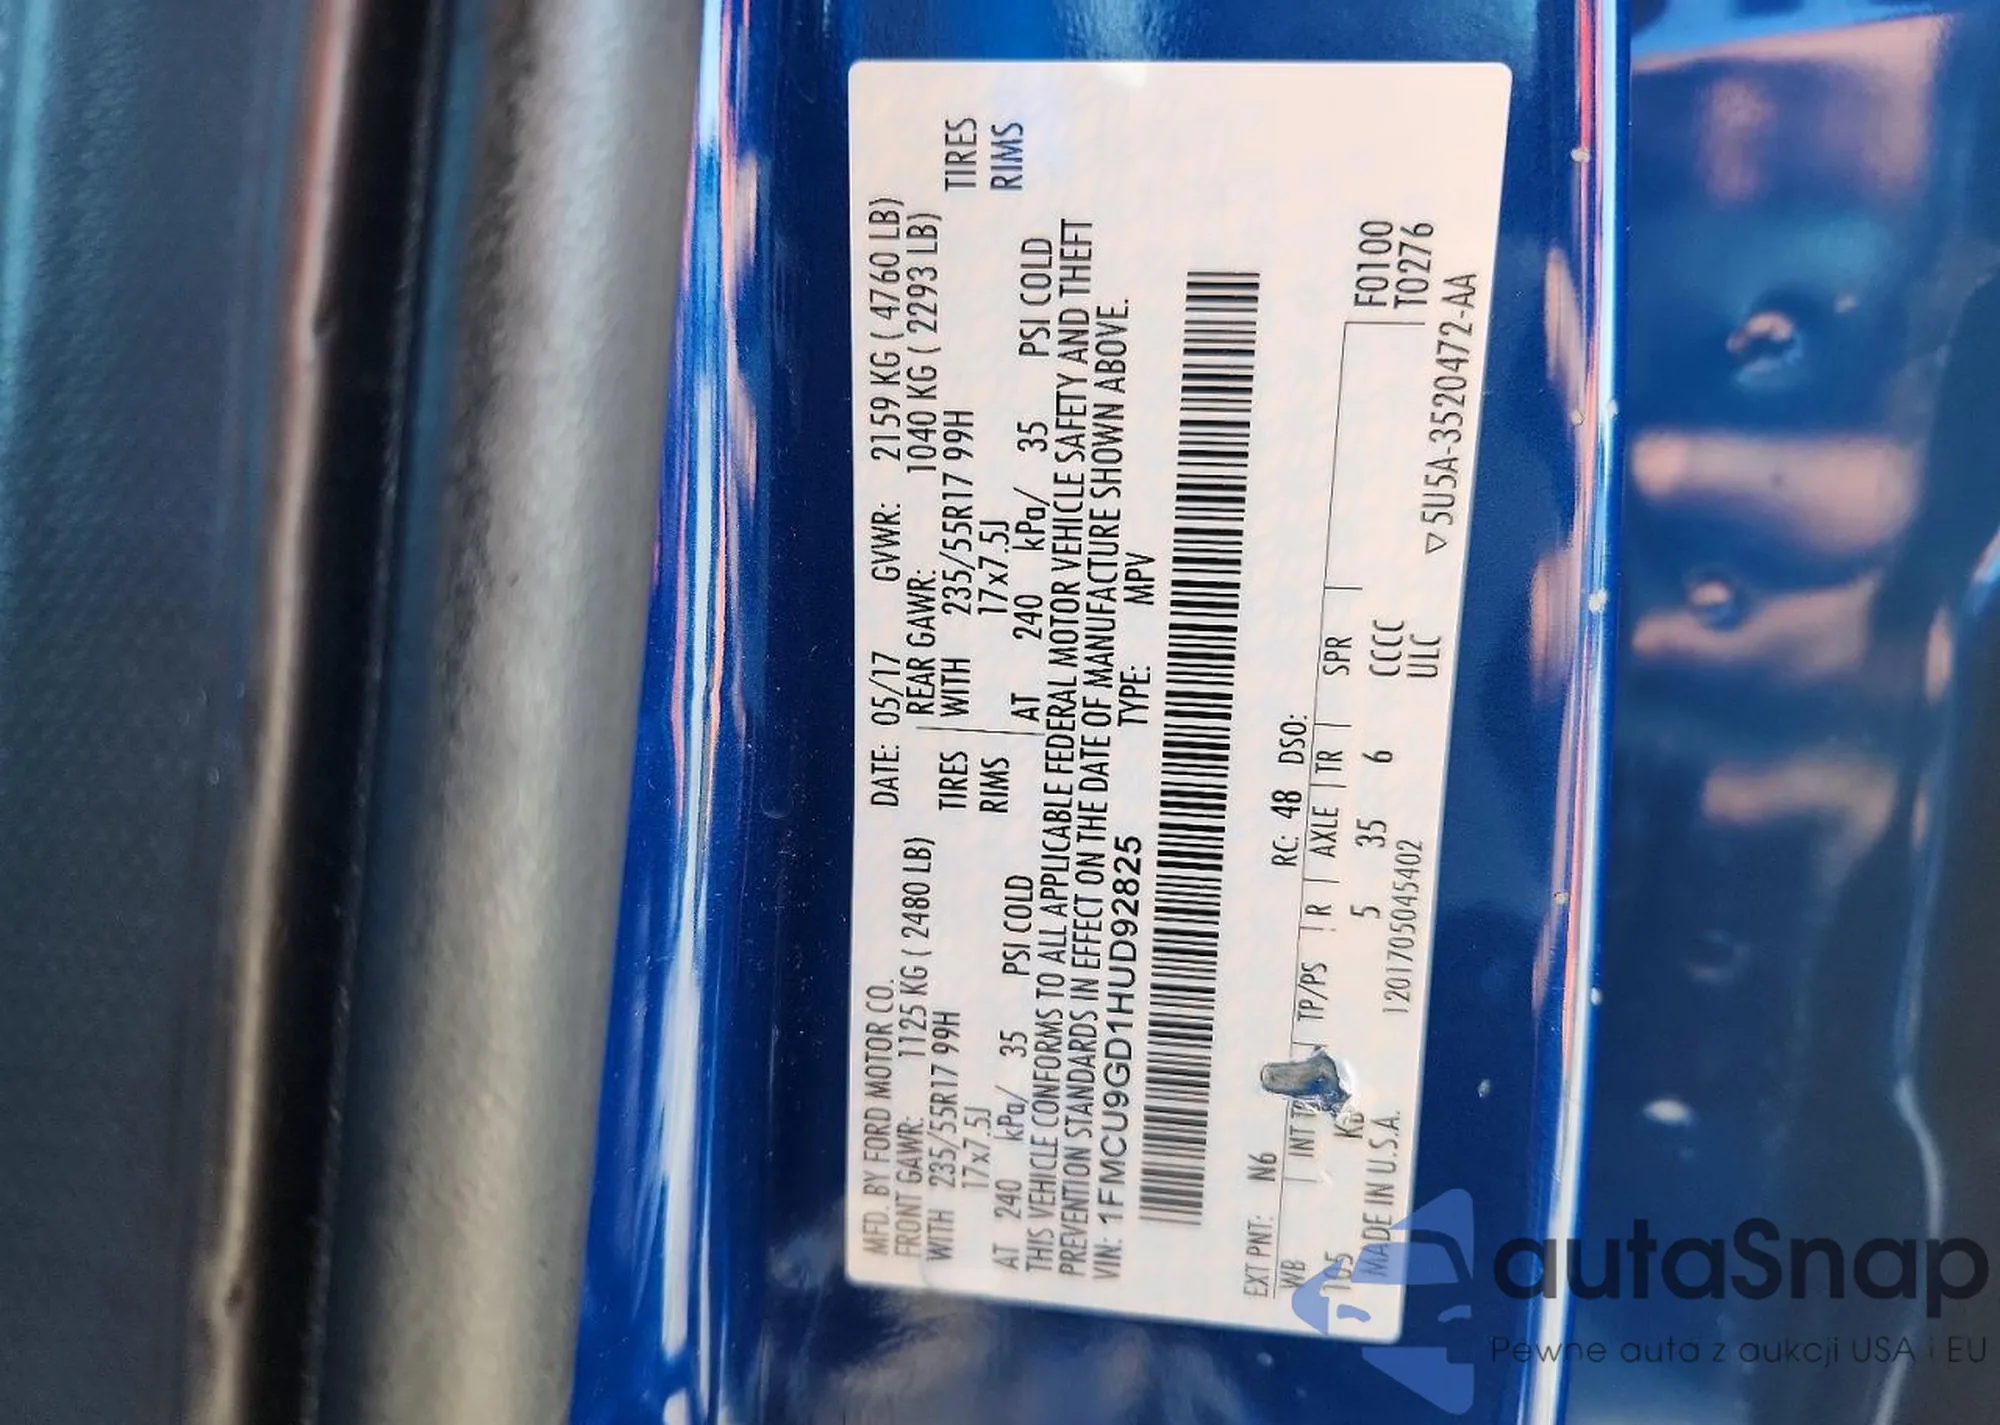 MFD. BY FORD MOTOR CO. DATE: 05/17 GVWR: 2159 KG ( 4760 LB)
FRONT GAWR: 1125 KG ( 2480 LB) REAR GAWR: 1040 KG ( 2293 LB)
WITH 235/55R17 99H TIRES WITH 235/55R17 99H TIRES
17x7.5J RIMS 17x7.5J RIMS
AT 240 kPa/ 35 PSI COLD AT 240 kPa/ 35 PSI COLD
THIS VEHICLE CONFORMS TO ALL APPLICABLE FEDERAL MOTOR VEHICLE SAFETY AND THEFT
PREVENTION STANDARDS IN EFFECT ON THE DATE OF MANUFACTURE SHOWN ABOVE.
VIN: 1FMCU9GD1HUD92825 TYPE: MPV
EXT PNT: N6 RC: 48 DSO:
WB INT TP/PS R AXLE TR SPR F0100
105 5 35 6 CCCC T0276
MADE IN U.S.A. 1201705045402 ULC
▽5U5A-3520472-AA
autaSnap
Pewne auta z aukcji USA i EU